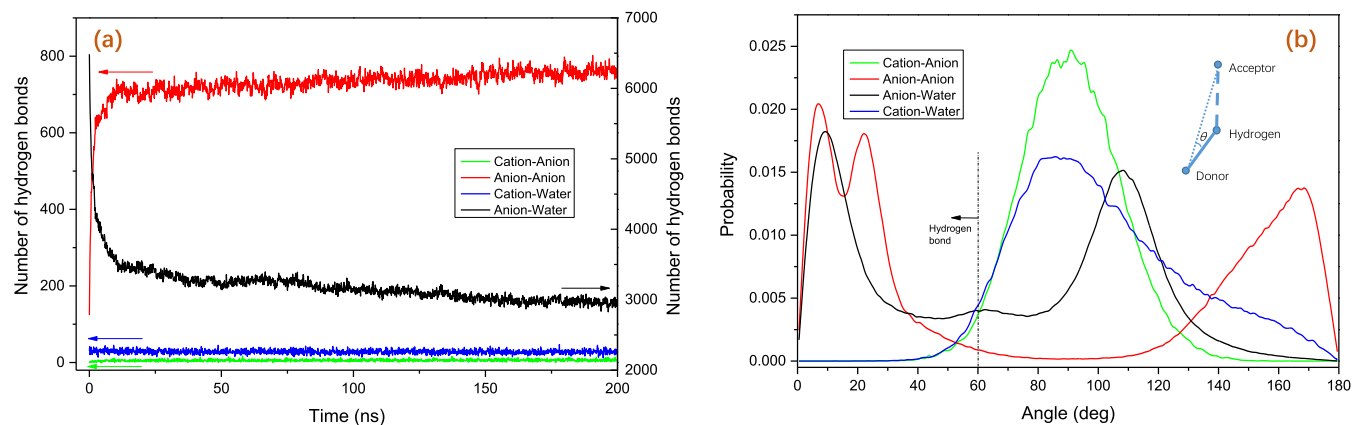 (a)
Number of hydrogen bonds
800
600
400
200
0
7000
6000
5000
4000
3000
2000
Number of hydrogen bonds
Cation-Anion
Anion-Anion
Cation-Water
Anion-Water
0
50
100
150
200
Time (ns)
(b)
Probability
0.025
0.020
0.015
0.010
0.005
0.000
Cation-Anion
Anion-Anion
Anion-Water
Cation-Water
Acceptor
Hydrogen
θ
Donor
Hydrogen
bond
0
20
40
60
80
100
120
140
160
180
Angle (deg)